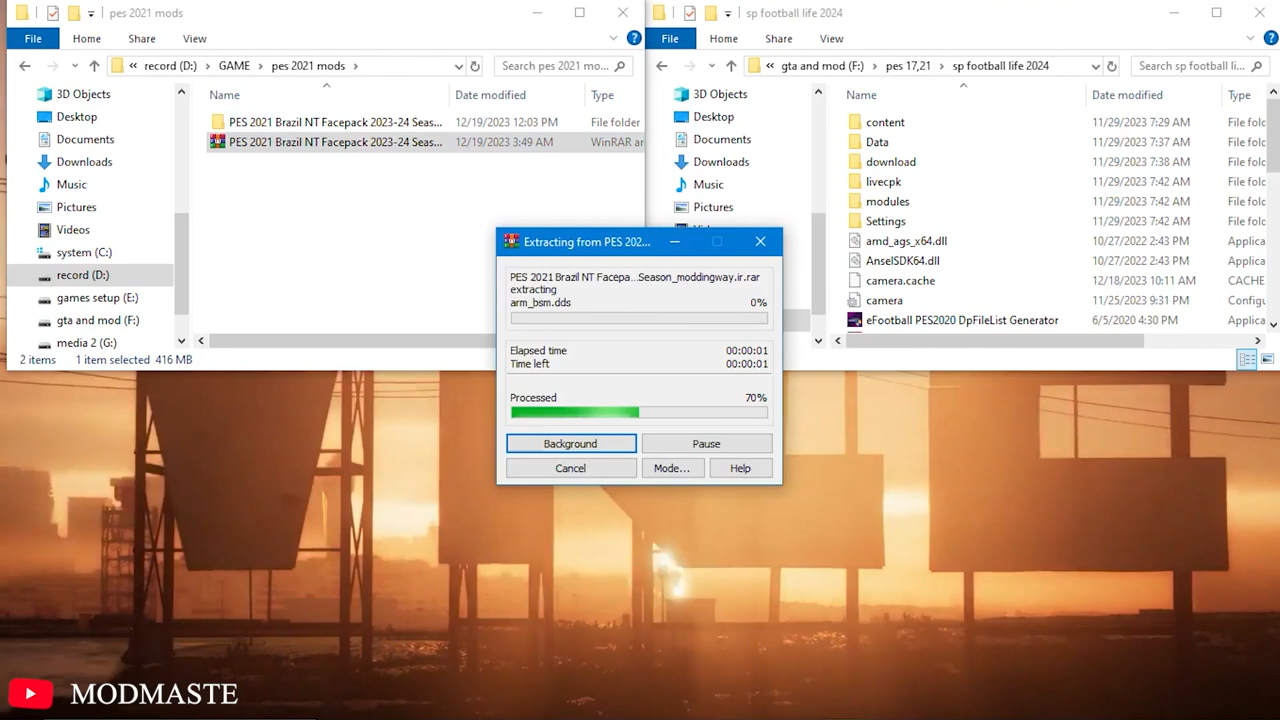 pes 2021 mods
File Home Share View
record (D:) GAME pes 2021 mods
Search pes 2021 mo...
3D Objects
Desktop
Documents
Downloads
Music
Pictures
Videos
system (C:)
record (D:)
games setup (E:)
gta and mod (F:)
media 2 (G:)
Name Date modified Type
PES 2021 Brazil NT Facepack 2023-24 Seas... 12/19/2023 12:03 PM File folder
PES 2021 Brazil NT Facepack 2023-24 Seas... 12/19/2023 3:49 AM WinRAR ar
2 items 1 item selected 416 MB
sp football life 2024
File Home Share View
gta and mod (F:) pes 17,21 sp football life 2024
Search sp football li...
3D Objects
Desktop
Documents
Downloads
Music
Pictures
Name Date modified Type
content 11/29/2023 7:29 AM File folc
Data 11/29/2023 7:37 AM File folc
download 11/29/2023 7:38 AM File folc
livecpk 11/29/2023 7:42 AM File folc
modules 11/29/2023 7:42 AM File folc
Settings 11/29/2023 7:42 AM File folc
amd_ags_x64.dll 10/27/2022 2:43 PM Applica
AnselSDK64.dll 10/27/2022 2:43 PM Applica
camera.cache 12/18/2023 10:11 AM CACHE
camera 11/25/2023 9:31 PM Configu
eFootball PES2020 DpFileList Generator 6/5/2020 4:30 PM Applica
Extracting from PES 202...
PES 2021 Brazil NT Facepa...Season_moddingway.ir.rar
extracting
arm_bsm.dds 0%
Elapsed time 00:00:01
Time left 00:00:01
Processed 70%
Background Pause
Cancel Mode... Help
MODMASTE